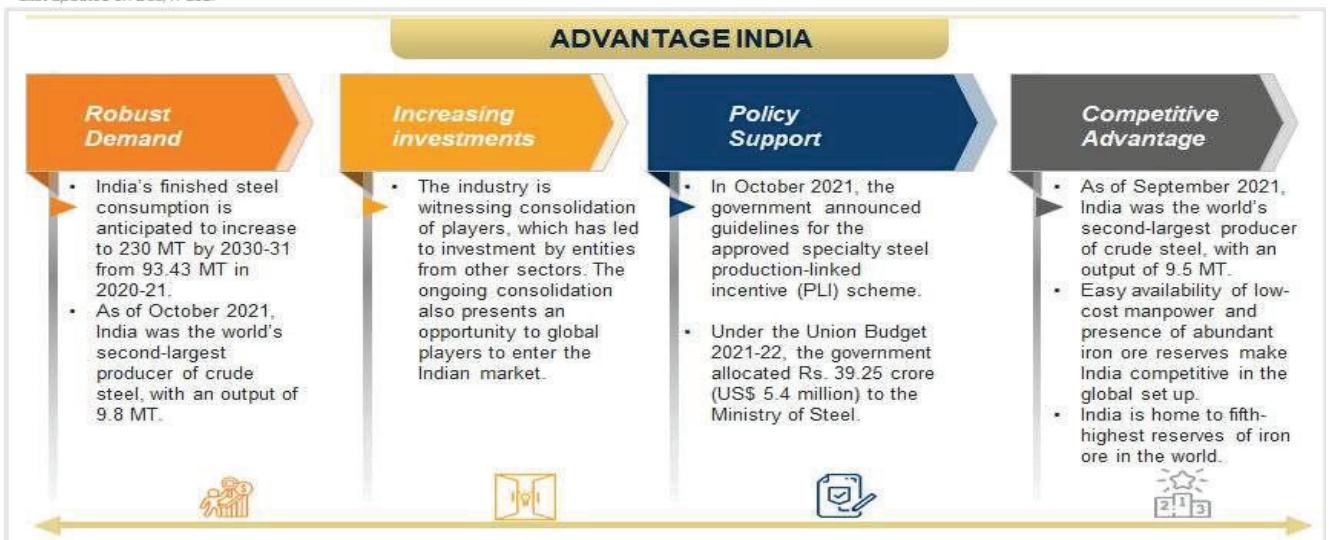 ADVANTAGE INDIA
Robust
Demand
• India's finished steel
consumption is
anticipated to increase
to 230 MT by 2030-31
from 93.43 MT in
2020-21.
• As of October 2021,
India was the world's
second-largest
producer of crude
steel, with an output of
9.8 MT.
Increasing
investments
• The industry is
witnessing consolidation
of players, which has led
to investment by entities
from other sectors. The
ongoing consolidation
also presents an
opportunity to global
players to enter the
Indian market.
Policy
Support
• In October 2021, the
government announced
guidelines for the
approved specialty steel
production-linked
incentive (PLI) scheme.
• Under the Union Budget
2021-22, the government
allocated Rs. 39.25 crore
(US$ 5.4 million) to the
Ministry of Steel.
Competitive
Advantage
• As of September 2021,
India was the world's
second-largest producer
of crude steel, with an
output of 9.5 MT.
• Easy availability of low-
cost manpower and
presence of abundant
iron ore reserves make
India competitive in the
global set up.
• India is home to fifth-
highest reserves of iron
ore in the world.
2 1 3